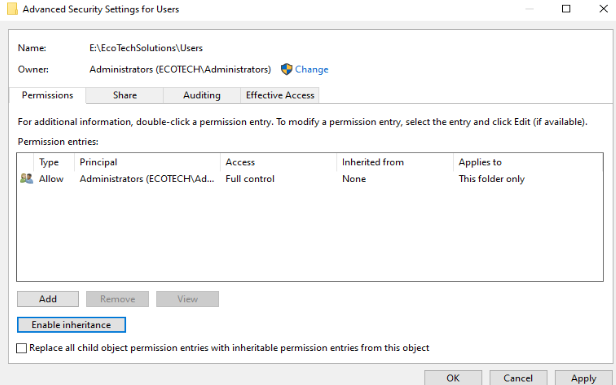 Advanced Security Settings for Users
Name: E:\EcoTechSolutions\Users
Owner: Administrators (ECOTECH\Administrators) Change
Permissions Share Auditing Effective Access
For additional information, double-click a permission entry. To modify a permission entry, select the entry and click Edit (if available).
Permission entries:
Type Principal Access Inherited from Applies to
Allow Administrators (ECOTECH\Ad... Full control None This folder only
Add Remove View
Enable inheritance
Replace all child object permission entries with inheritable permission entries from this object
OK Cancel Apply